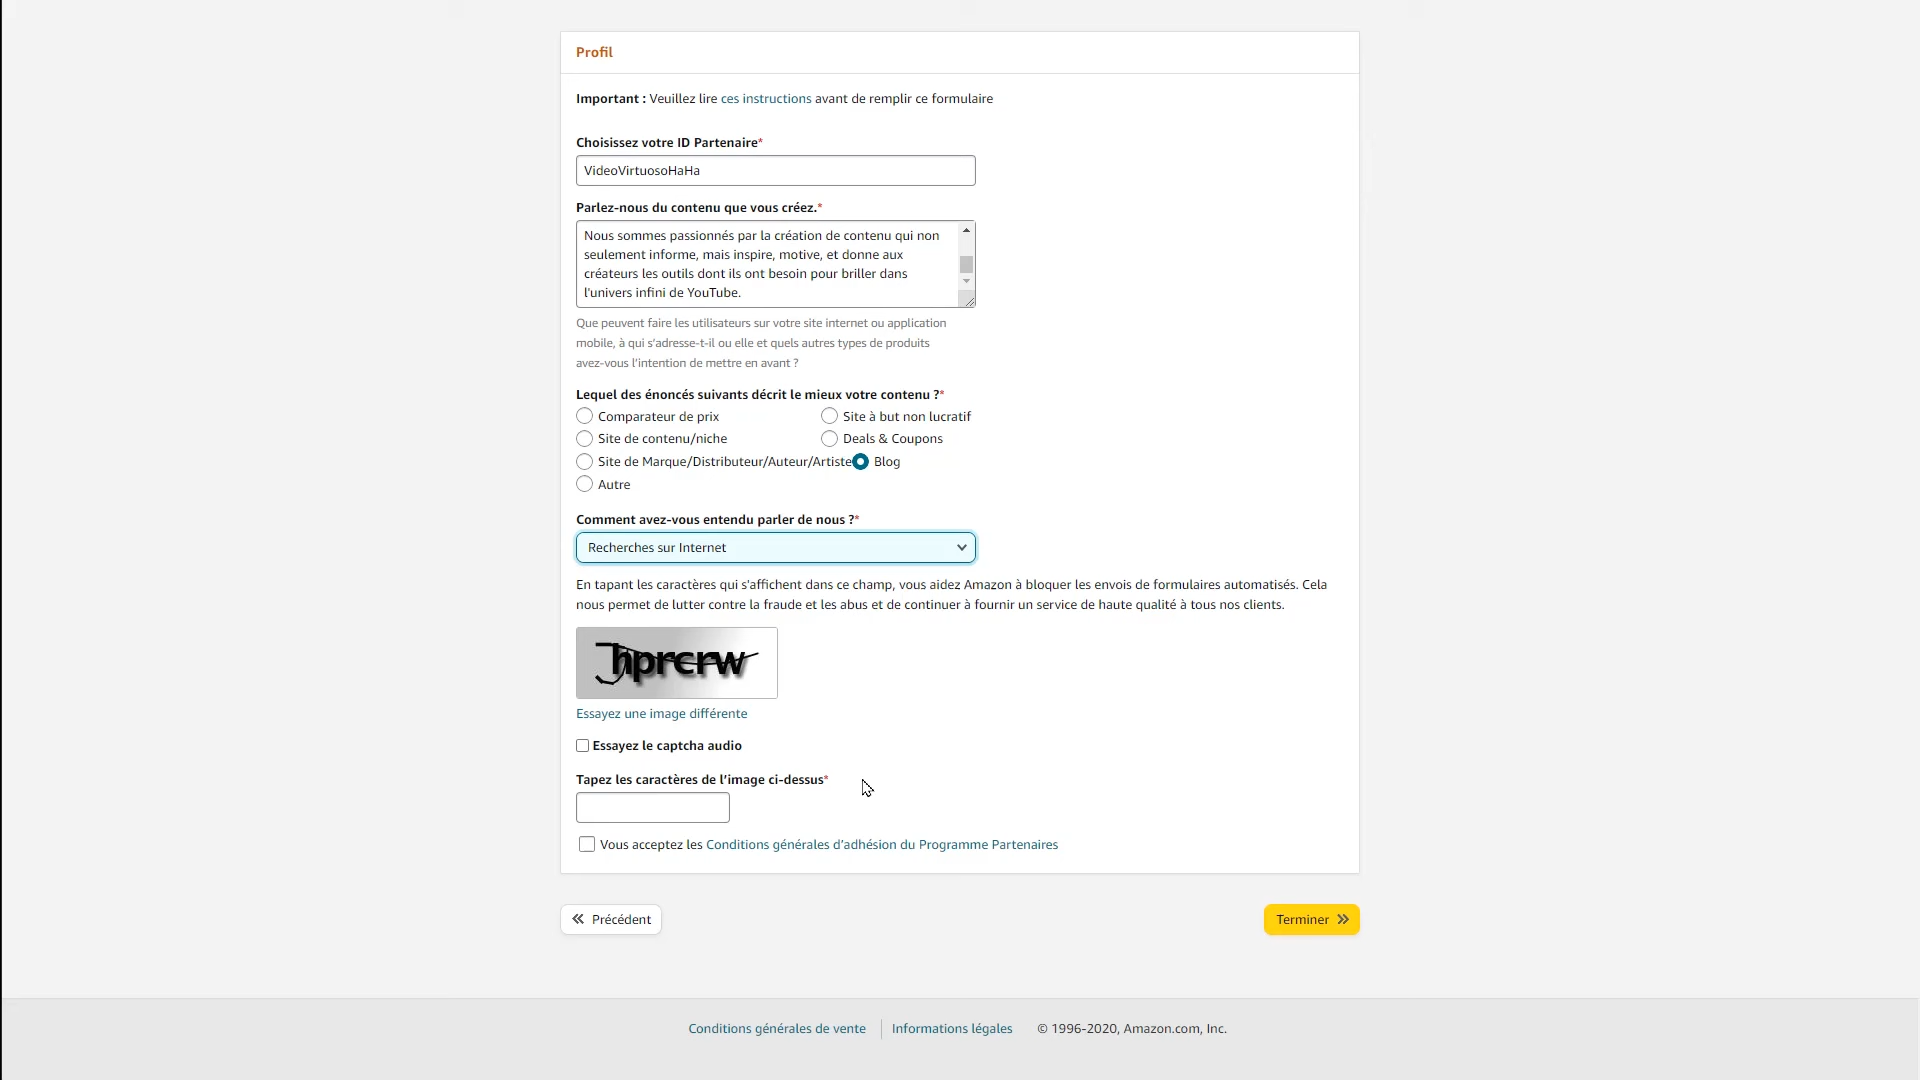 Profil
Important : Veuillez lire ces instructions avant de remplir ce formulaire
Choisissez votre ID Partenaire*
VideoVirtuosoHaHa
Parlez-nous du contenu que vous créez.*
Nous sommes passionnés par la création de contenu qui non
seulement informe, mais inspire, motive, et donne aux
créateurs les outils dont ils ont besoin pour briller dans
l'univers infini de YouTube.
Que peuvent faire les utilisateurs sur votre site internet ou application
mobile, à qui s’adresse-t-il ou elle et quels autres types de produits
avez-vous l’intention de mettre en avant ?
Lequel des énoncés suivants décrit le mieux votre contenu ?*
Comparateur de prix Site à but non lucratif
Site de contenu/niche Deals & Coupons
Site de Marque/Distributeur/Auteur/Artiste Blog
Autre
Comment avez-vous entendu parler de nous ?*
Recherches sur Internet
En tapant les caractères qui s'affichent dans ce champ, vous aidez Amazon à bloquer les envois de formulaires automatisés. Cela
nous permet de lutter contre la fraude et les abus et de continuer à fournir un service de haute qualité à tous nos clients.
Essayez une image différente
Essayez le captcha audio
Tapez les caractères de l’image ci-dessus*
Vous acceptez les Conditions générales d’adhésion du Programme Partenaires
Précédent
Terminer
Conditions générales de vente Informations légales © 1996-2020, Amazon.com, Inc.